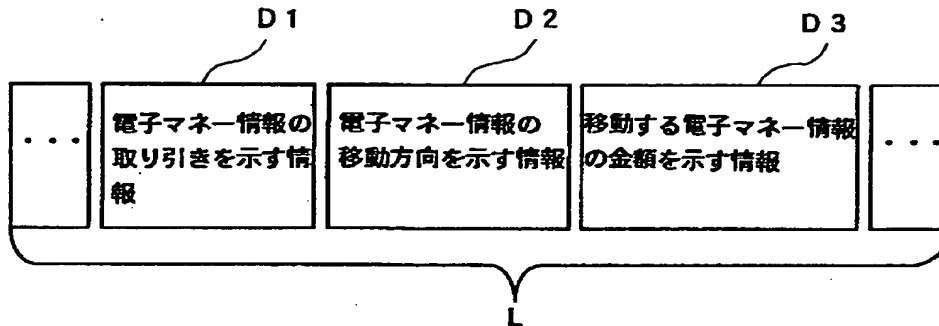 D1
D2
D3
・・・
電子マネー情報の
取り引きを示す情
報
電子マネー情報の
移動方向を示す情報
移動する電子マネー情報
の金額を示す情報
・・・
L